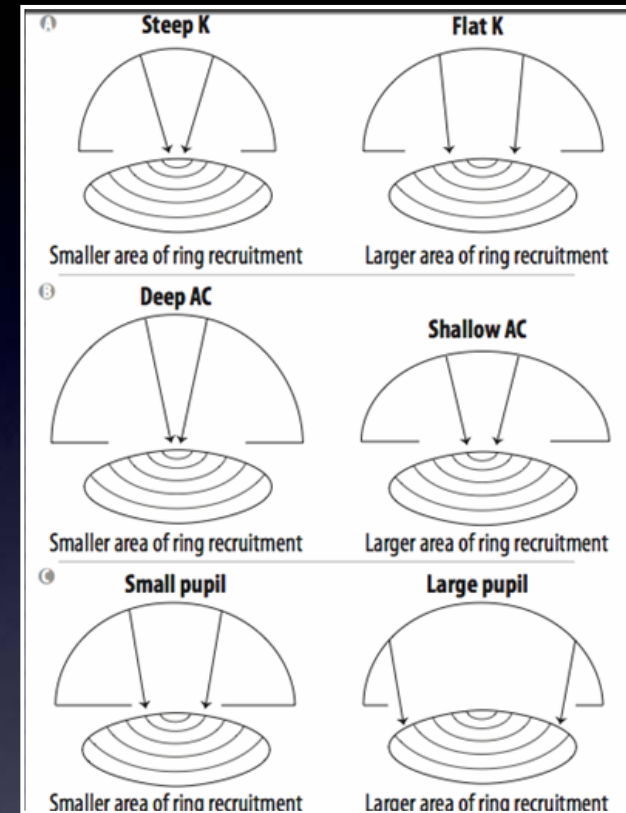 A
Steep K
Flat K
Smaller area of ring recruitment
Larger area of ring recruitment
B
Deep AC
Shallow AC
Smaller area of ring recruitment
Larger area of ring recruitment
C
Small pupil
Large pupil
Smaller area of ring recruitment
Larger area of ring recruitment